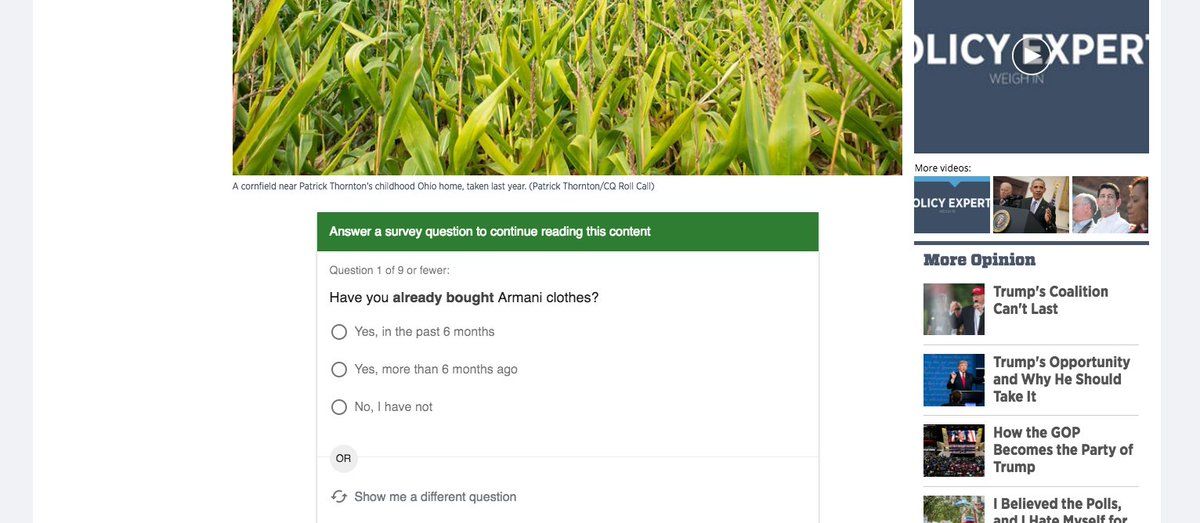 A cornfield near Patrick Thornton's childhood Ohio home, taken last year. (Patrick Thornton/CQ Roll Call)
Answer a survey question to continue reading this content
Question 1 of 9 or fewer:
Have you already bought Armani clothes?
Yes, in the past 6 months
Yes, more than 6 months ago
No, I have not
OR
Show me a different question
OLICY EXPERT
WEIGH IN
More videos:
OLICY EXPERT
WEIGH IN
More Opinion
Trump's Coalition
Can't Last
Trump's Opportunity
and Why He Should
Take It
How the GOP
Becomes the Party of
Trump
I Believed the Polls,
and I Hate Myself for